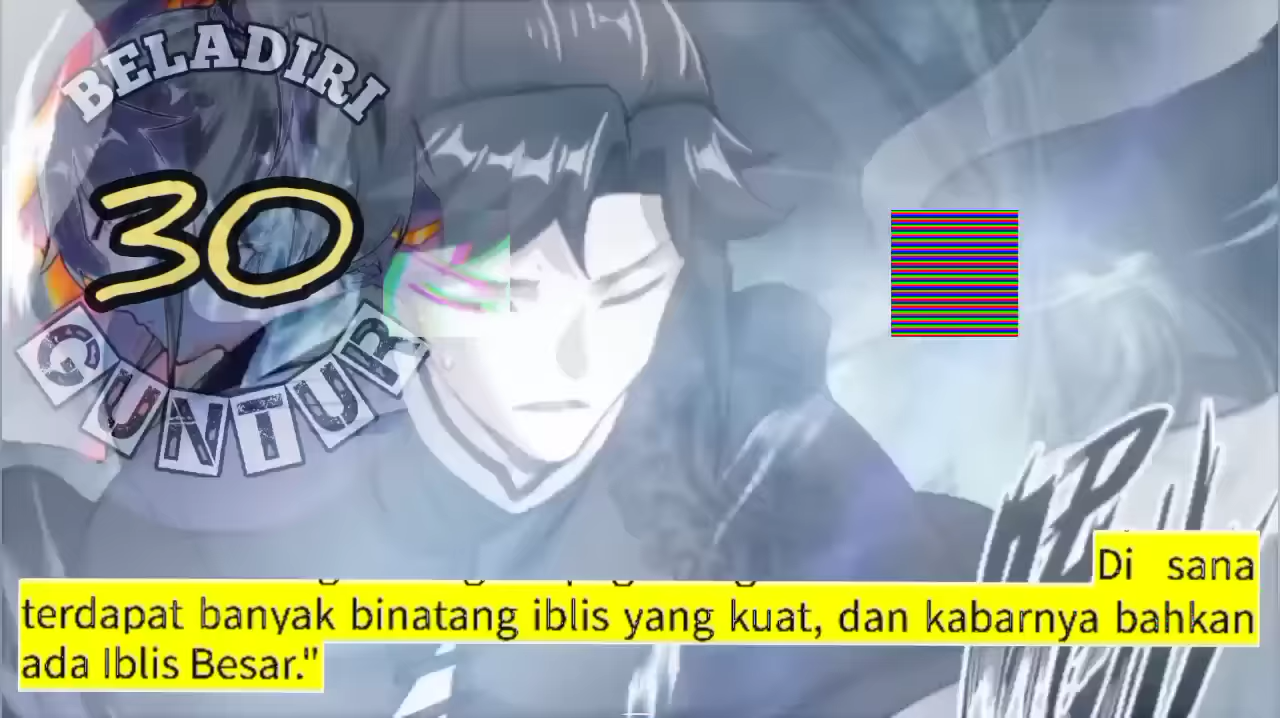 BELADIRI
30
GUNTUR
Di sana
terdapat banyak binatang iblis yang kuat, dan kabarnya bahkan
ada Iblis Besar."